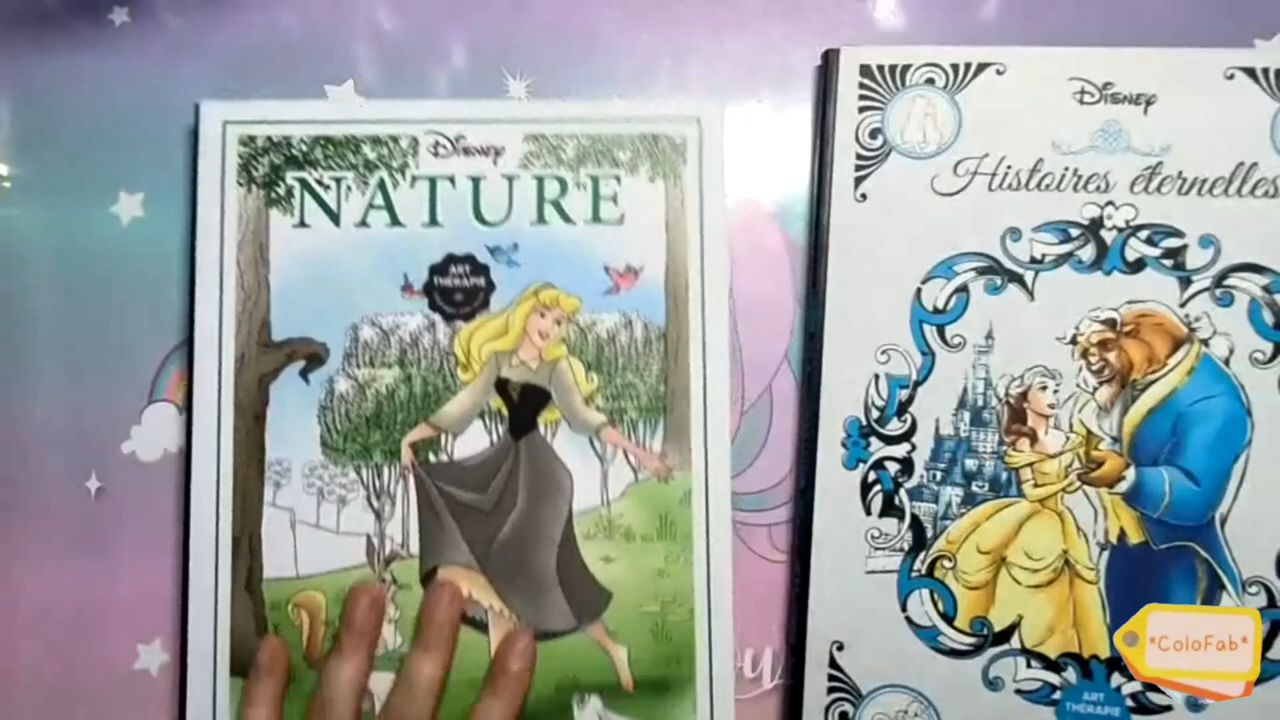 Disney
NATURE
ART
THÉRAPIE
Disney
Histoires éternelles
ART
THÉRAPIE
*ColoFab*